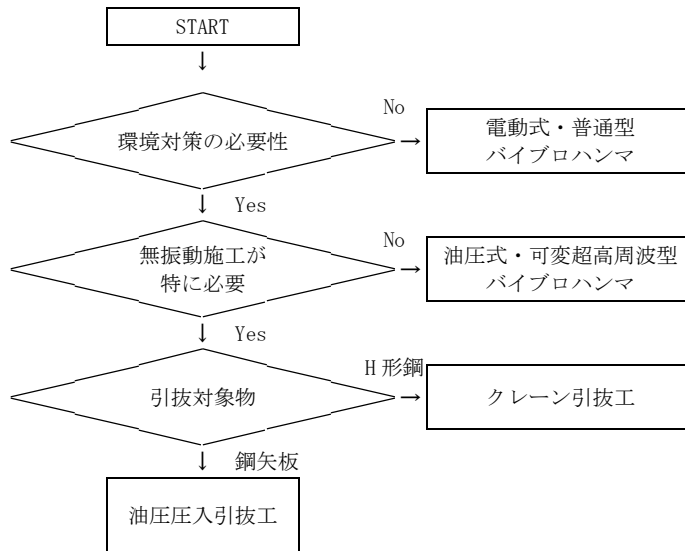 START
↓
環境対策の必要性
No
→
電動式・普通型
バイブロハンマ
↓ Yes
無振動施工が
特に必要
No
→
油圧式・可変超高周波型
バイブロハンマ
↓ Yes
引抜対象物
H形鋼
→
クレーン引抜工
↓ 鋼矢板
油圧圧入引抜工